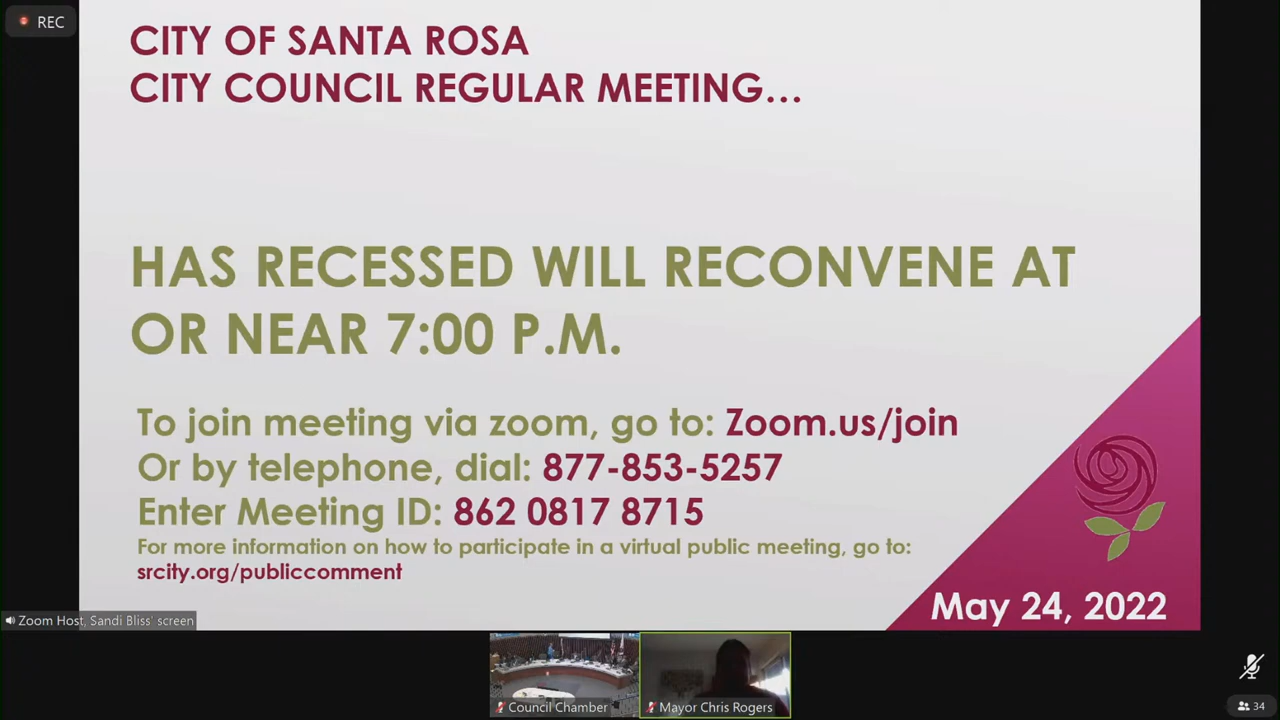 REC
CITY OF SANTA ROSA
CITY COUNCIL REGULAR MEETING...
HAS RECESSED WILL RECONVENE AT
OR NEAR 7:00 P.M.
To join meeting via zoom, go to: Zoom.us/join
Or by telephone, dial: 877-853-5257
Enter Meeting ID: 862 0817 8715
For more information on how to participate in a virtual public meeting, go to:
srcity.org/publiccomment
May 24, 2022
Zoom Host, Sandi Bliss' screen
Council Chamber
Mayor Chris Rogers
34